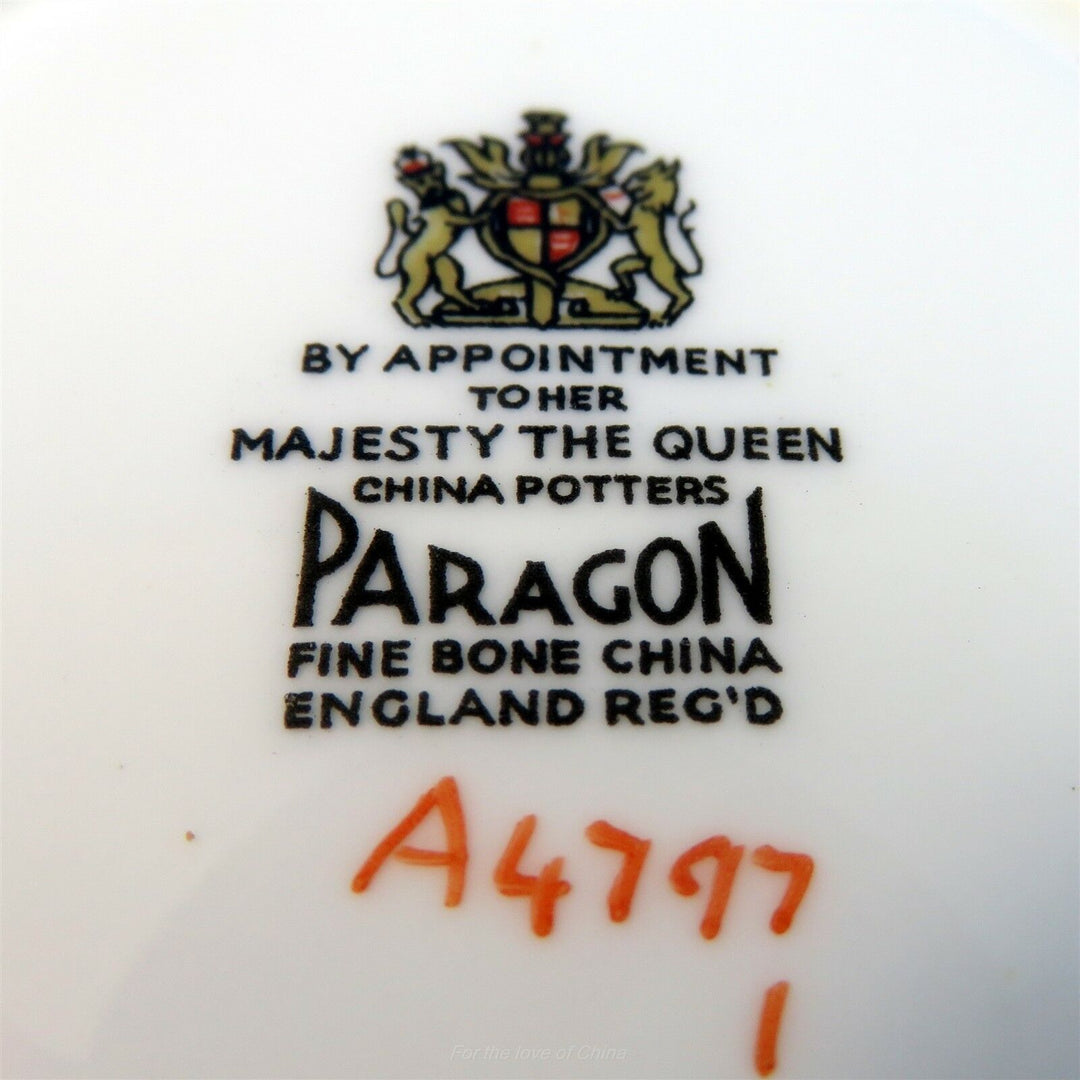 BY APPOINTMENT
TO HER
MAJESTY THE QUEEN
CHINA POTTERS
PARAGON
FINE BONE CHINA
ENGLAND REG'D
A4797
1
For the love of China